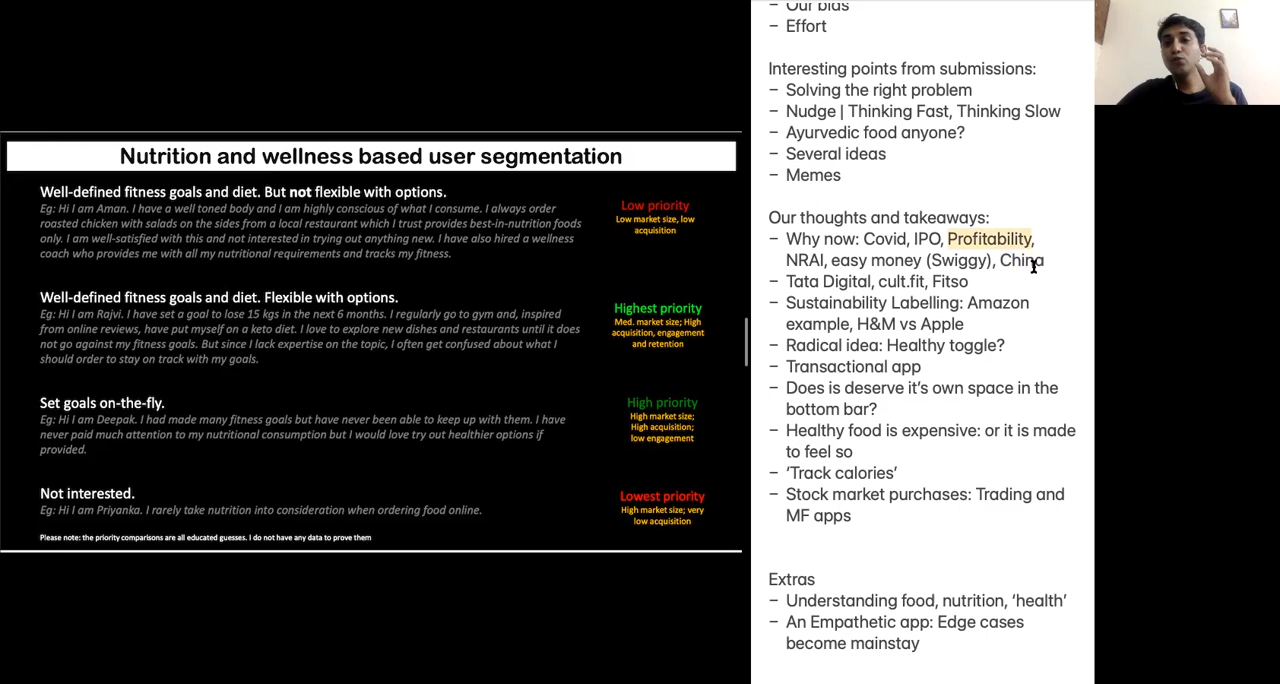 Nutrition and wellness based user segmentation
Well-defined fitness goals and diet. But not flexible with options.
Eg: Hi I am Aman. I have a well toned body and I am highly conscious of what I consume. I always order
roasted chicken with salads on the sides from a local restaurant which I trust provides best-in-nutrition foods
only. I am well-satisfied with this and not interested in trying out anything new. I have also hired a wellness
coach who provides me with all my nutritional requirements and tracks my fitness.
Low priority
Low market size, low
acquisition
Well-defined fitness goals and diet. Flexible with options.
Eg: Hi I am Rajvi. I have set a goal to lose 15 kgs in the next 6 months. I regularly go to gym and, inspired
from online reviews, have put myself on a keto diet. I love to explore new dishes and restaurants until it does
not go against my fitness goals. But since I lack expertise on the topic, I often get confused about what I
should order to stay on track with my goals.
Highest priority
Med. market size; High
acquisition, engagement
and retention
Set goals on-the-fly.
Eg: Hi I am Deepak. I had made many fitness goals but have never been able to keep up with them. I have
never paid much attention to my nutritional consumption but I would love try out healthier options if
provided.
High priority
High market size;
High acquisition;
low engagement
Not interested.
Eg: Hi I am Priyanka. I rarely take nutrition into consideration when ordering food online.
Lowest priority
High market size; very
low acquisition
Please note: the priority comparisons are all educated guesses. I do not have any data to prove them
– Our bias
– Effort
Interesting points from submissions:
– Solving the right problem
– Nudge | Thinking Fast, Thinking Slow
– Ayurvedic food anyone?
– Several ideas
– Memes
Our thoughts and takeaways:
– Why now: Covid, IPO, Profitability,
NRAI, easy money (Swiggy), China
– Tata Digital, cult.fit, Fitso
– Sustainability Labelling: Amazon
example, H&M vs Apple
– Radical idea: Healthy toggle?
– Transactional app
– Does is deserve it's own space in the
bottom bar?
– Healthy food is expensive: or it is made
to feel so
– 'Track calories'
– Stock market purchases: Trading and
MF apps
Extras
– Understanding food, nutrition, 'health'
– An Empathetic app: Edge cases
become mainstay